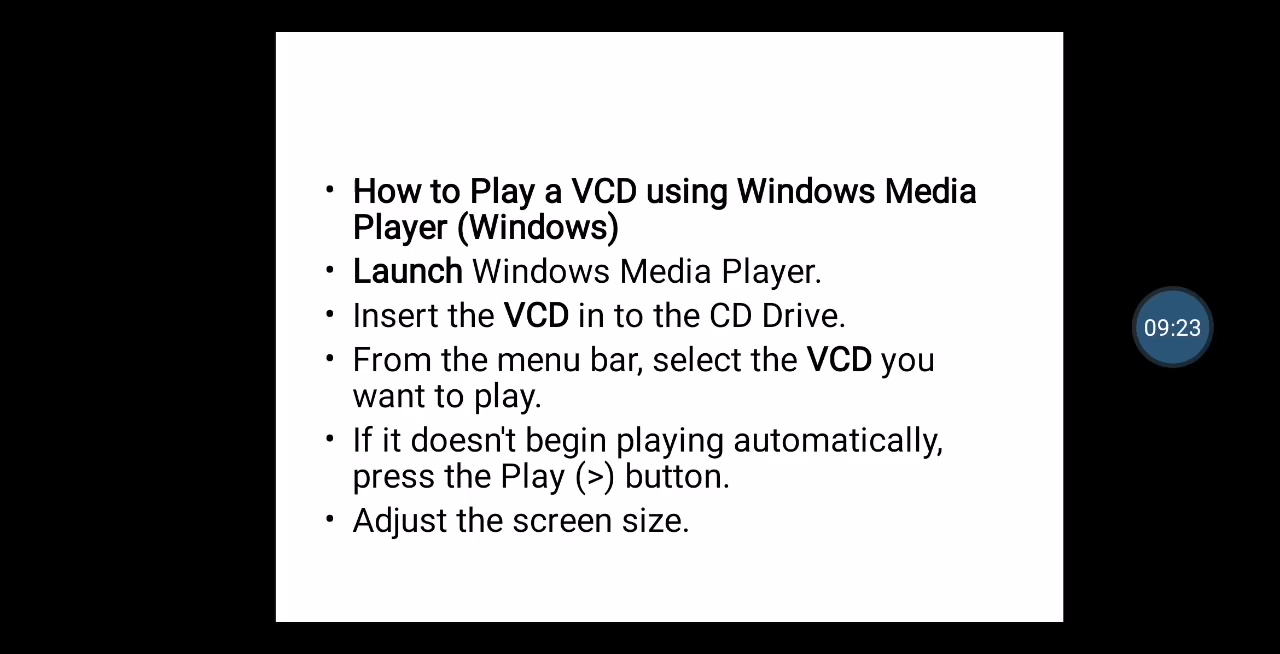 • How to Play a VCD using Windows Media
Player (Windows)
• Launch Windows Media Player.
• Insert the VCD in to the CD Drive.
• From the menu bar, select the VCD you
want to play.
• If it doesn't begin playing automatically,
press the Play (>) button.
• Adjust the screen size.
09:23